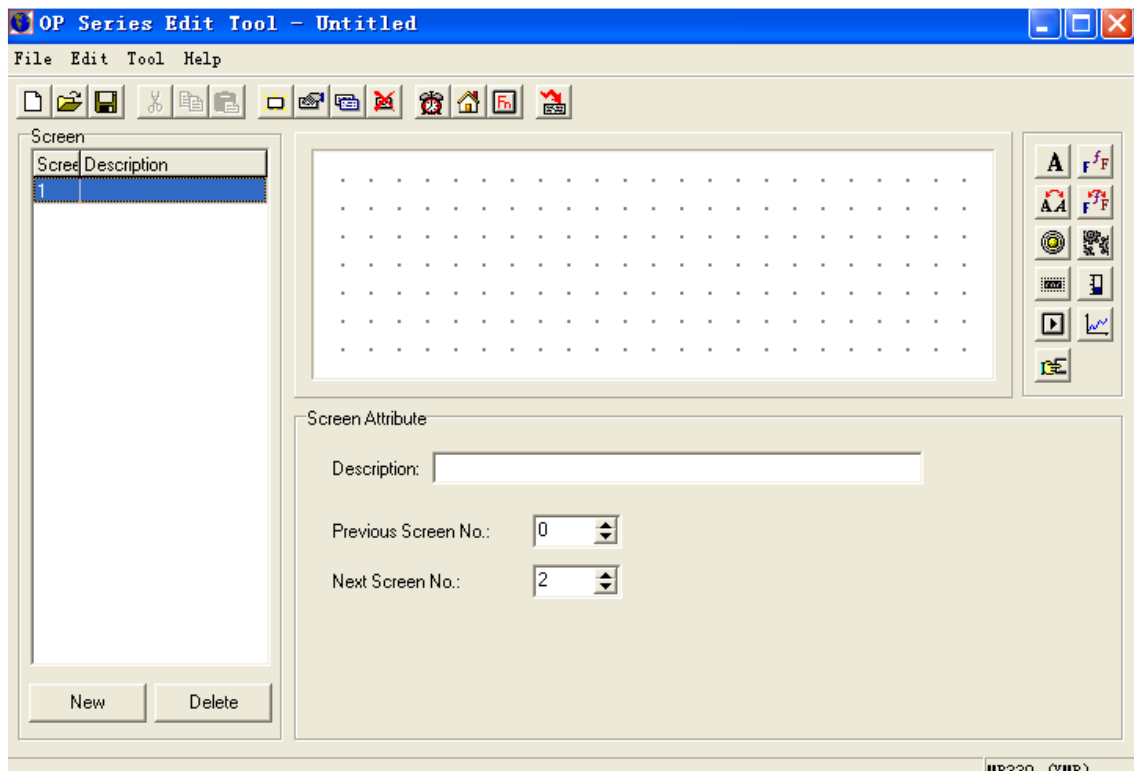 OP Series Edit Tool - Untitled
File Edit Tool Help
Screen
Scree Description
1
Screen Attribute
Description:
Previous Screen No.: 0
Next Screen No.: 2
New Delete